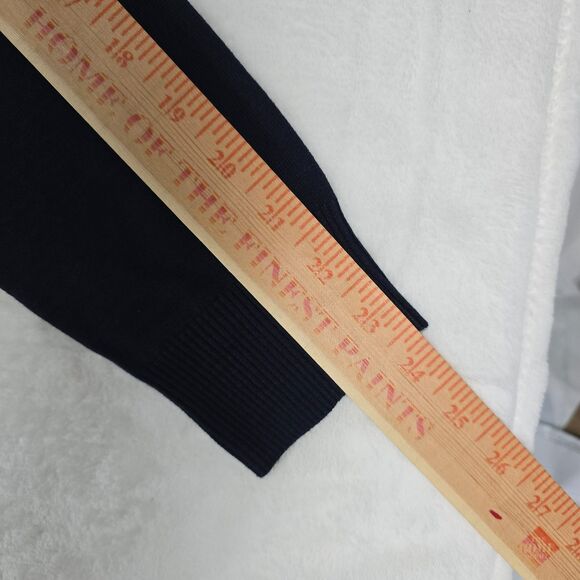 18 19 20 21 22 23 24 25 26 27
HOME OF THE FINEST PAINTS